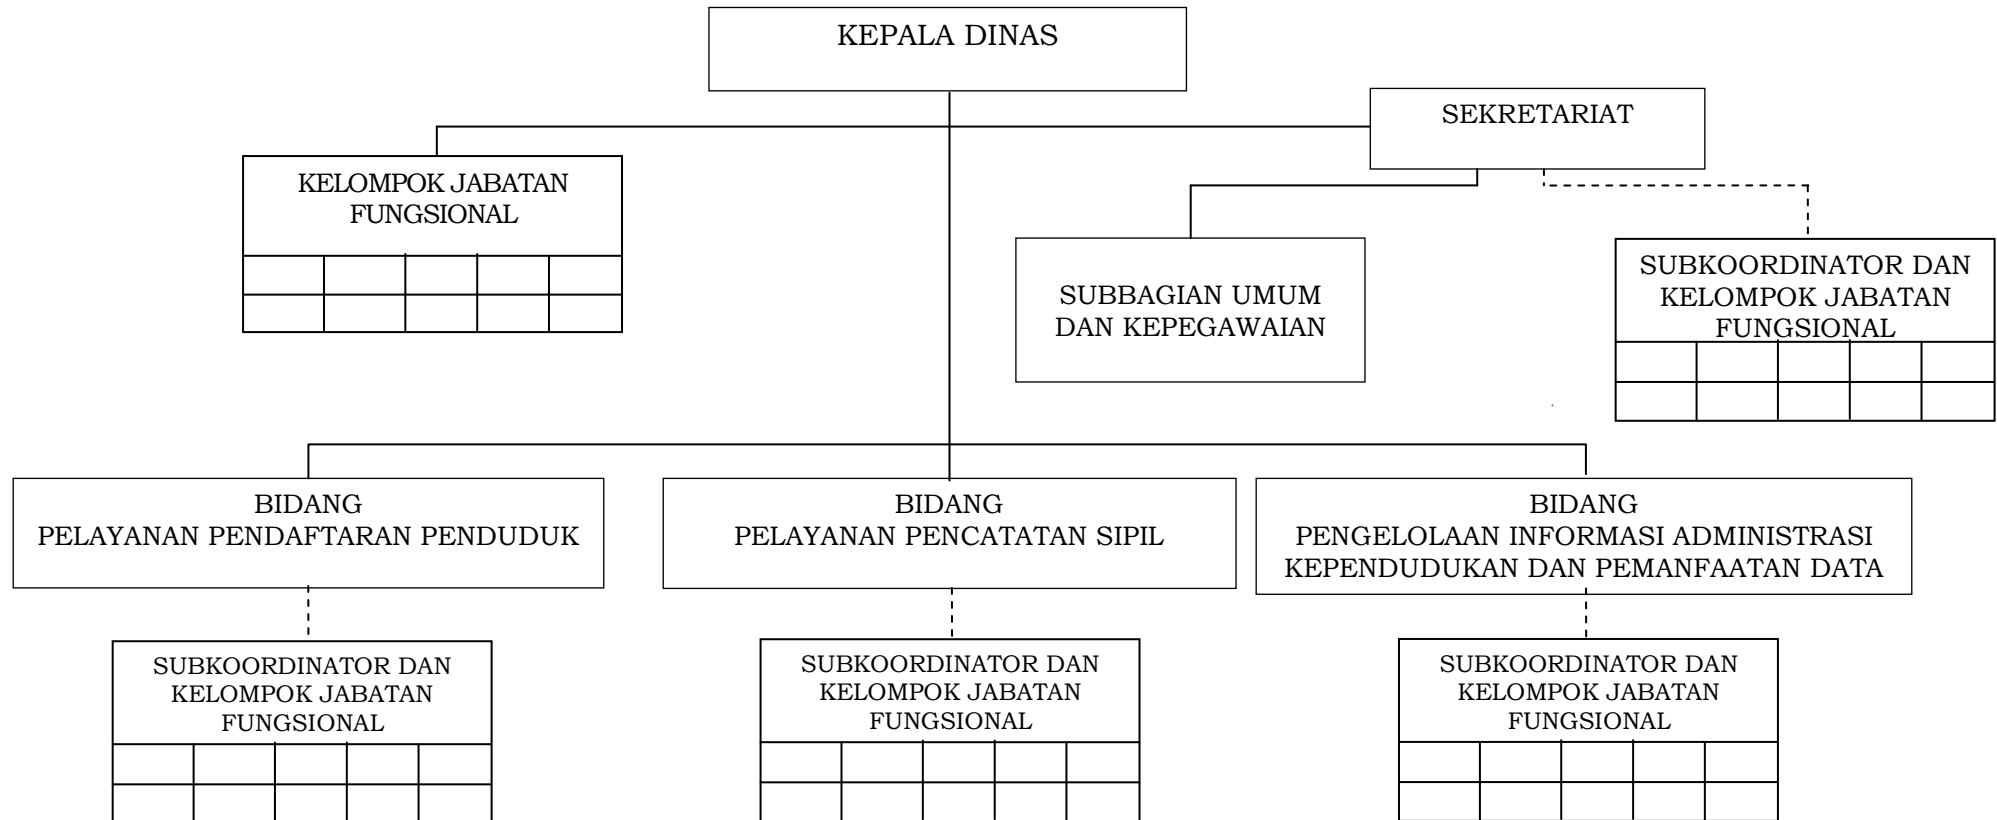 KEPALA DINAS
SEKRETARIAT
KELOMPOK JABATAN
FUNGSIONAL
SUBBAGIAN UMUM
DAN KEPEGAWAIAN
SUBKOORDINATOR DAN
KELOMPOK JABATAN
FUNGSIONAL
BIDANG
PELAYANAN PENDAFTARAN PENDUDUK
BIDANG
PELAYANAN PENCATATAN SIPIL
BIDANG
PENGELOLAAN INFORMASI ADMINISTRASI
KEPENDUDUKAN DAN PEMANFAATAN DATA
SUBKOORDINATOR DAN
KELOMPOK JABATAN
FUNGSIONAL
SUBKOORDINATOR DAN
KELOMPOK JABATAN
FUNGSIONAL
SUBKOORDINATOR DAN
KELOMPOK JABATAN
FUNGSIONAL